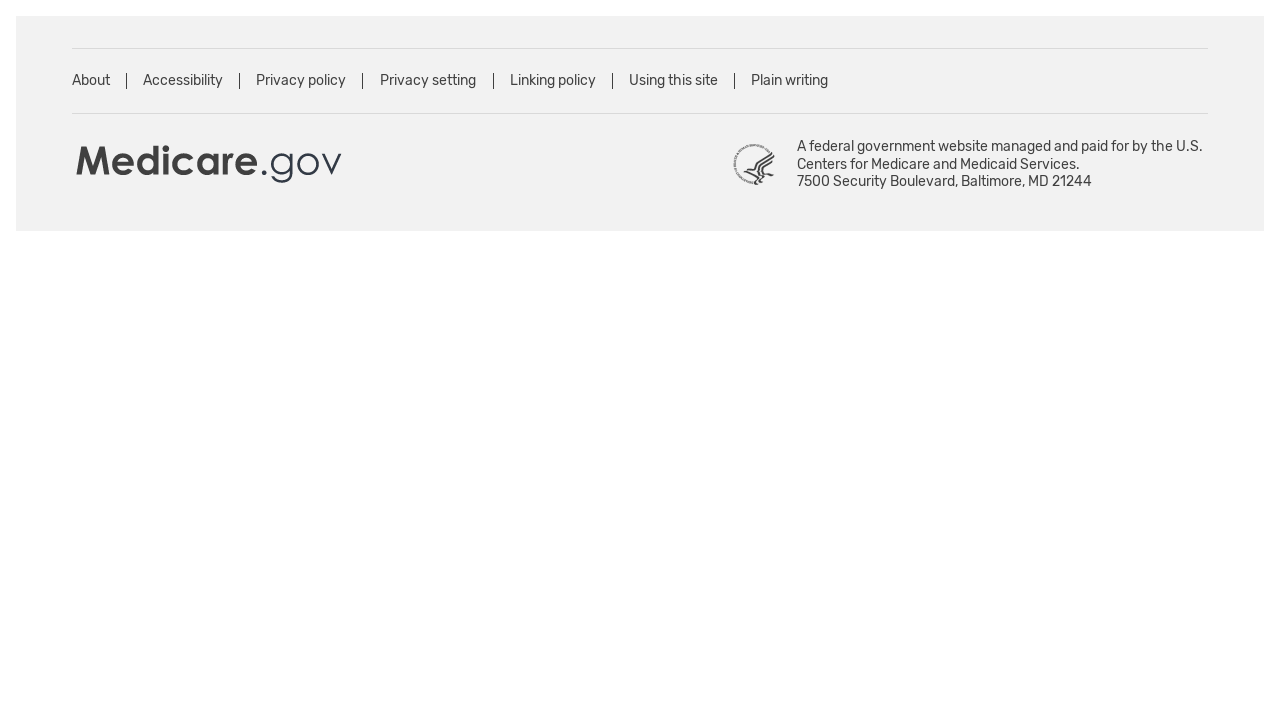 About
Accessibility
Privacy policy
Privacy setting
Linking policy
Using this site
Plain writing
Medicare.gov
A federal government website managed and paid for by the U.S.
Centers for Medicare and Medicaid Services.
7500 Security Boulevard, Baltimore, MD 21244